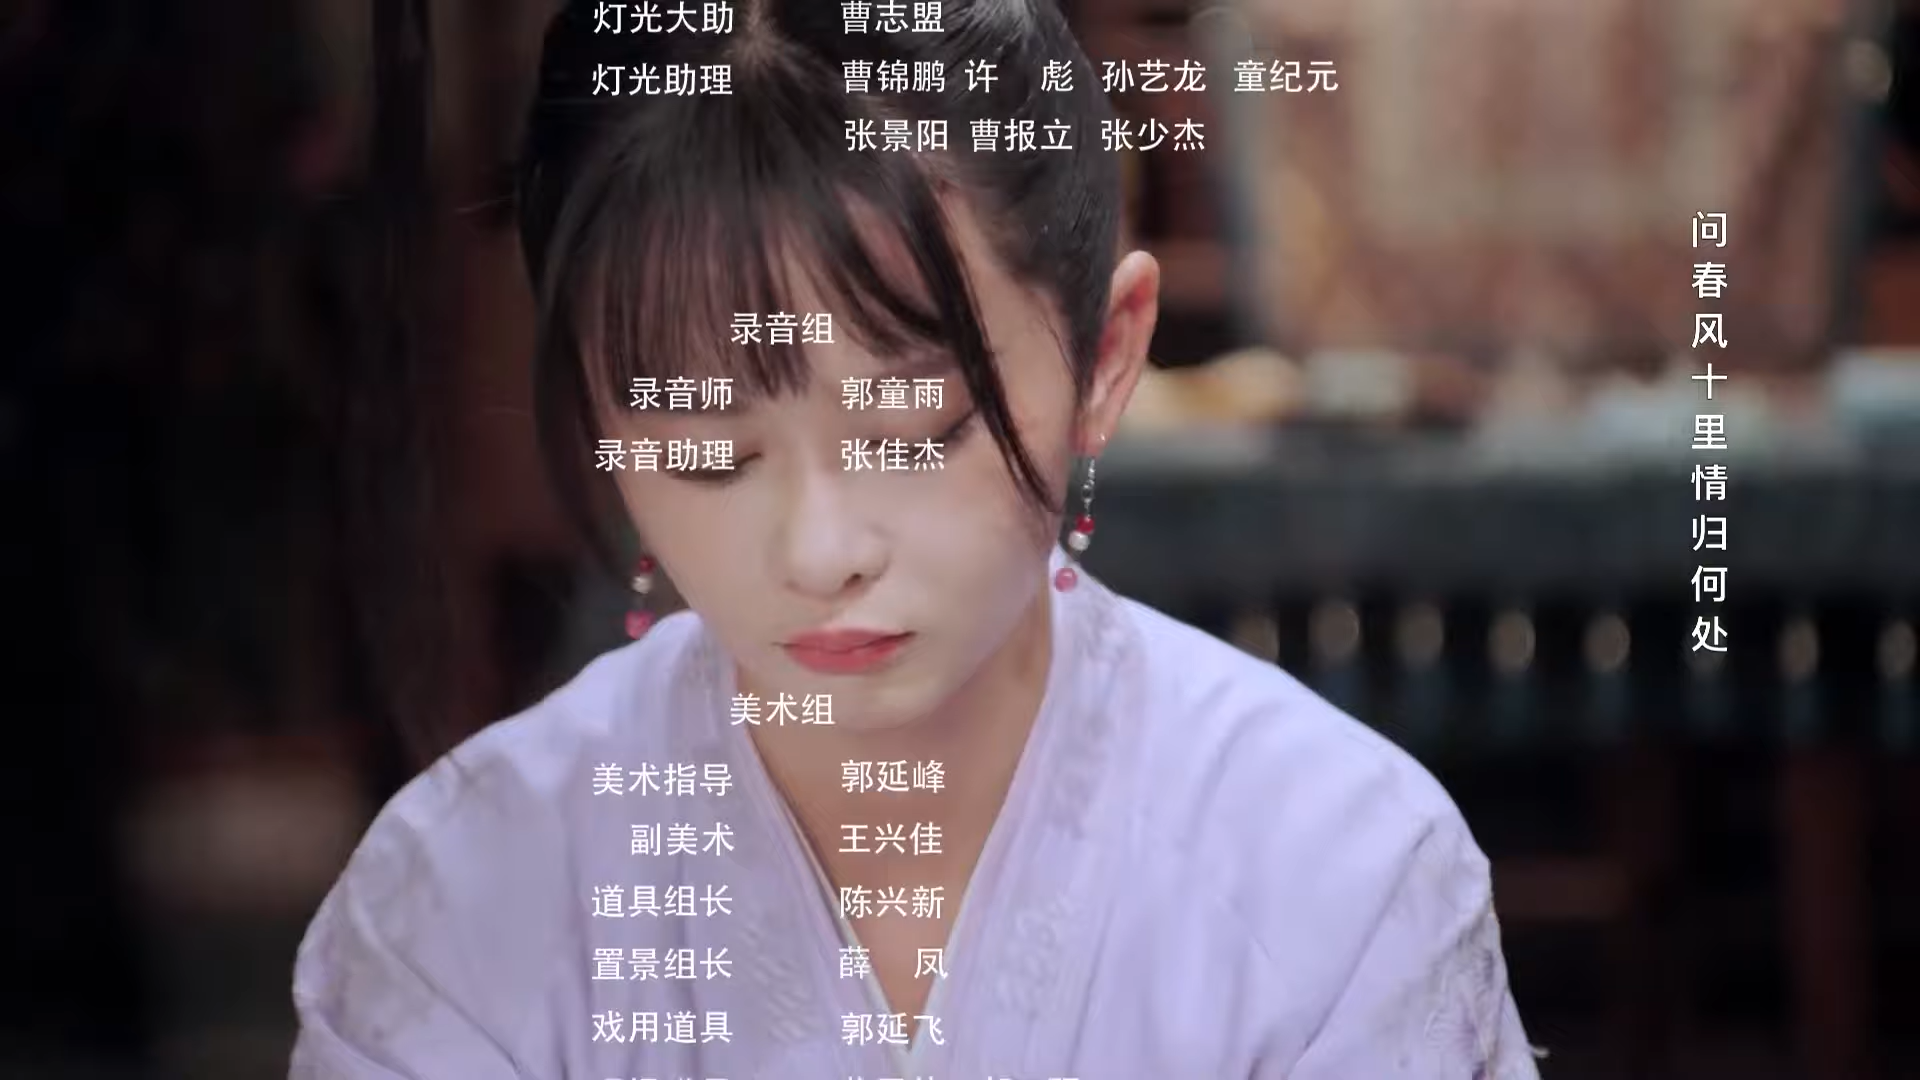 灯光大助 曹志盟
灯光助理 曹锦鹏 许 彪 孙艺龙 童纪元
张景阳 曹报立 张少杰
录音组
录音师 郭童雨
录音助理 张佳杰
美术组
美术指导 郭延峰
副美术 王兴佳
道具组长 陈兴新
置景组长 薛 凤
戏用道具 郭延飞
问春风十里情归何处